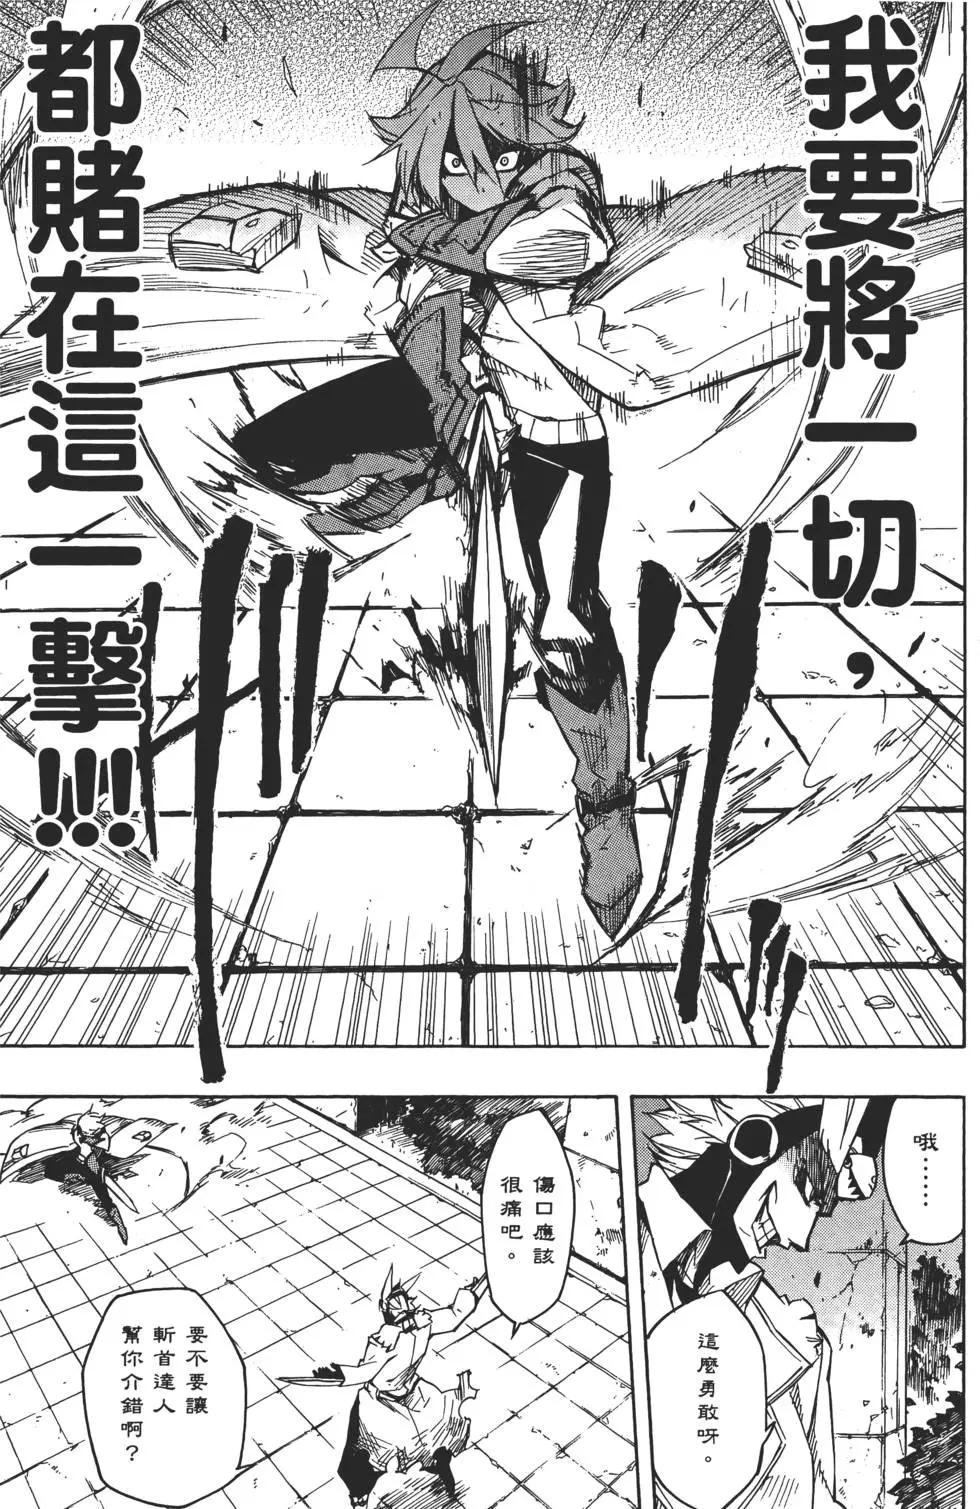 我要將一切，
都賭在這一擊!!!
哦……
這麼勇敢呀。
傷口應該
很痛吧。
要不要讓
斬首達人
幫你介錯啊？